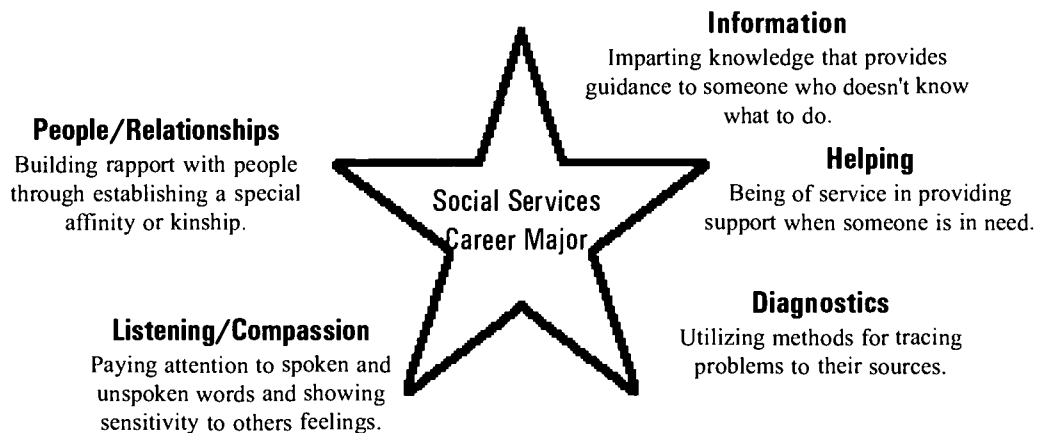 Information
Imparting knowledge that provides
guidance to someone who doesn't know
what to do.
People/Relationships
Building rapport with people
through establishing a special
affinity or kinship.
Helping
Being of service in providing
support when someone is in need.
Social Services
Career Major
Listening/Compassion
Paying attention to spoken and
unspoken words and showing
sensitivity to others feelings.
Diagnostics
Utilizing methods for tracing
problems to their sources.